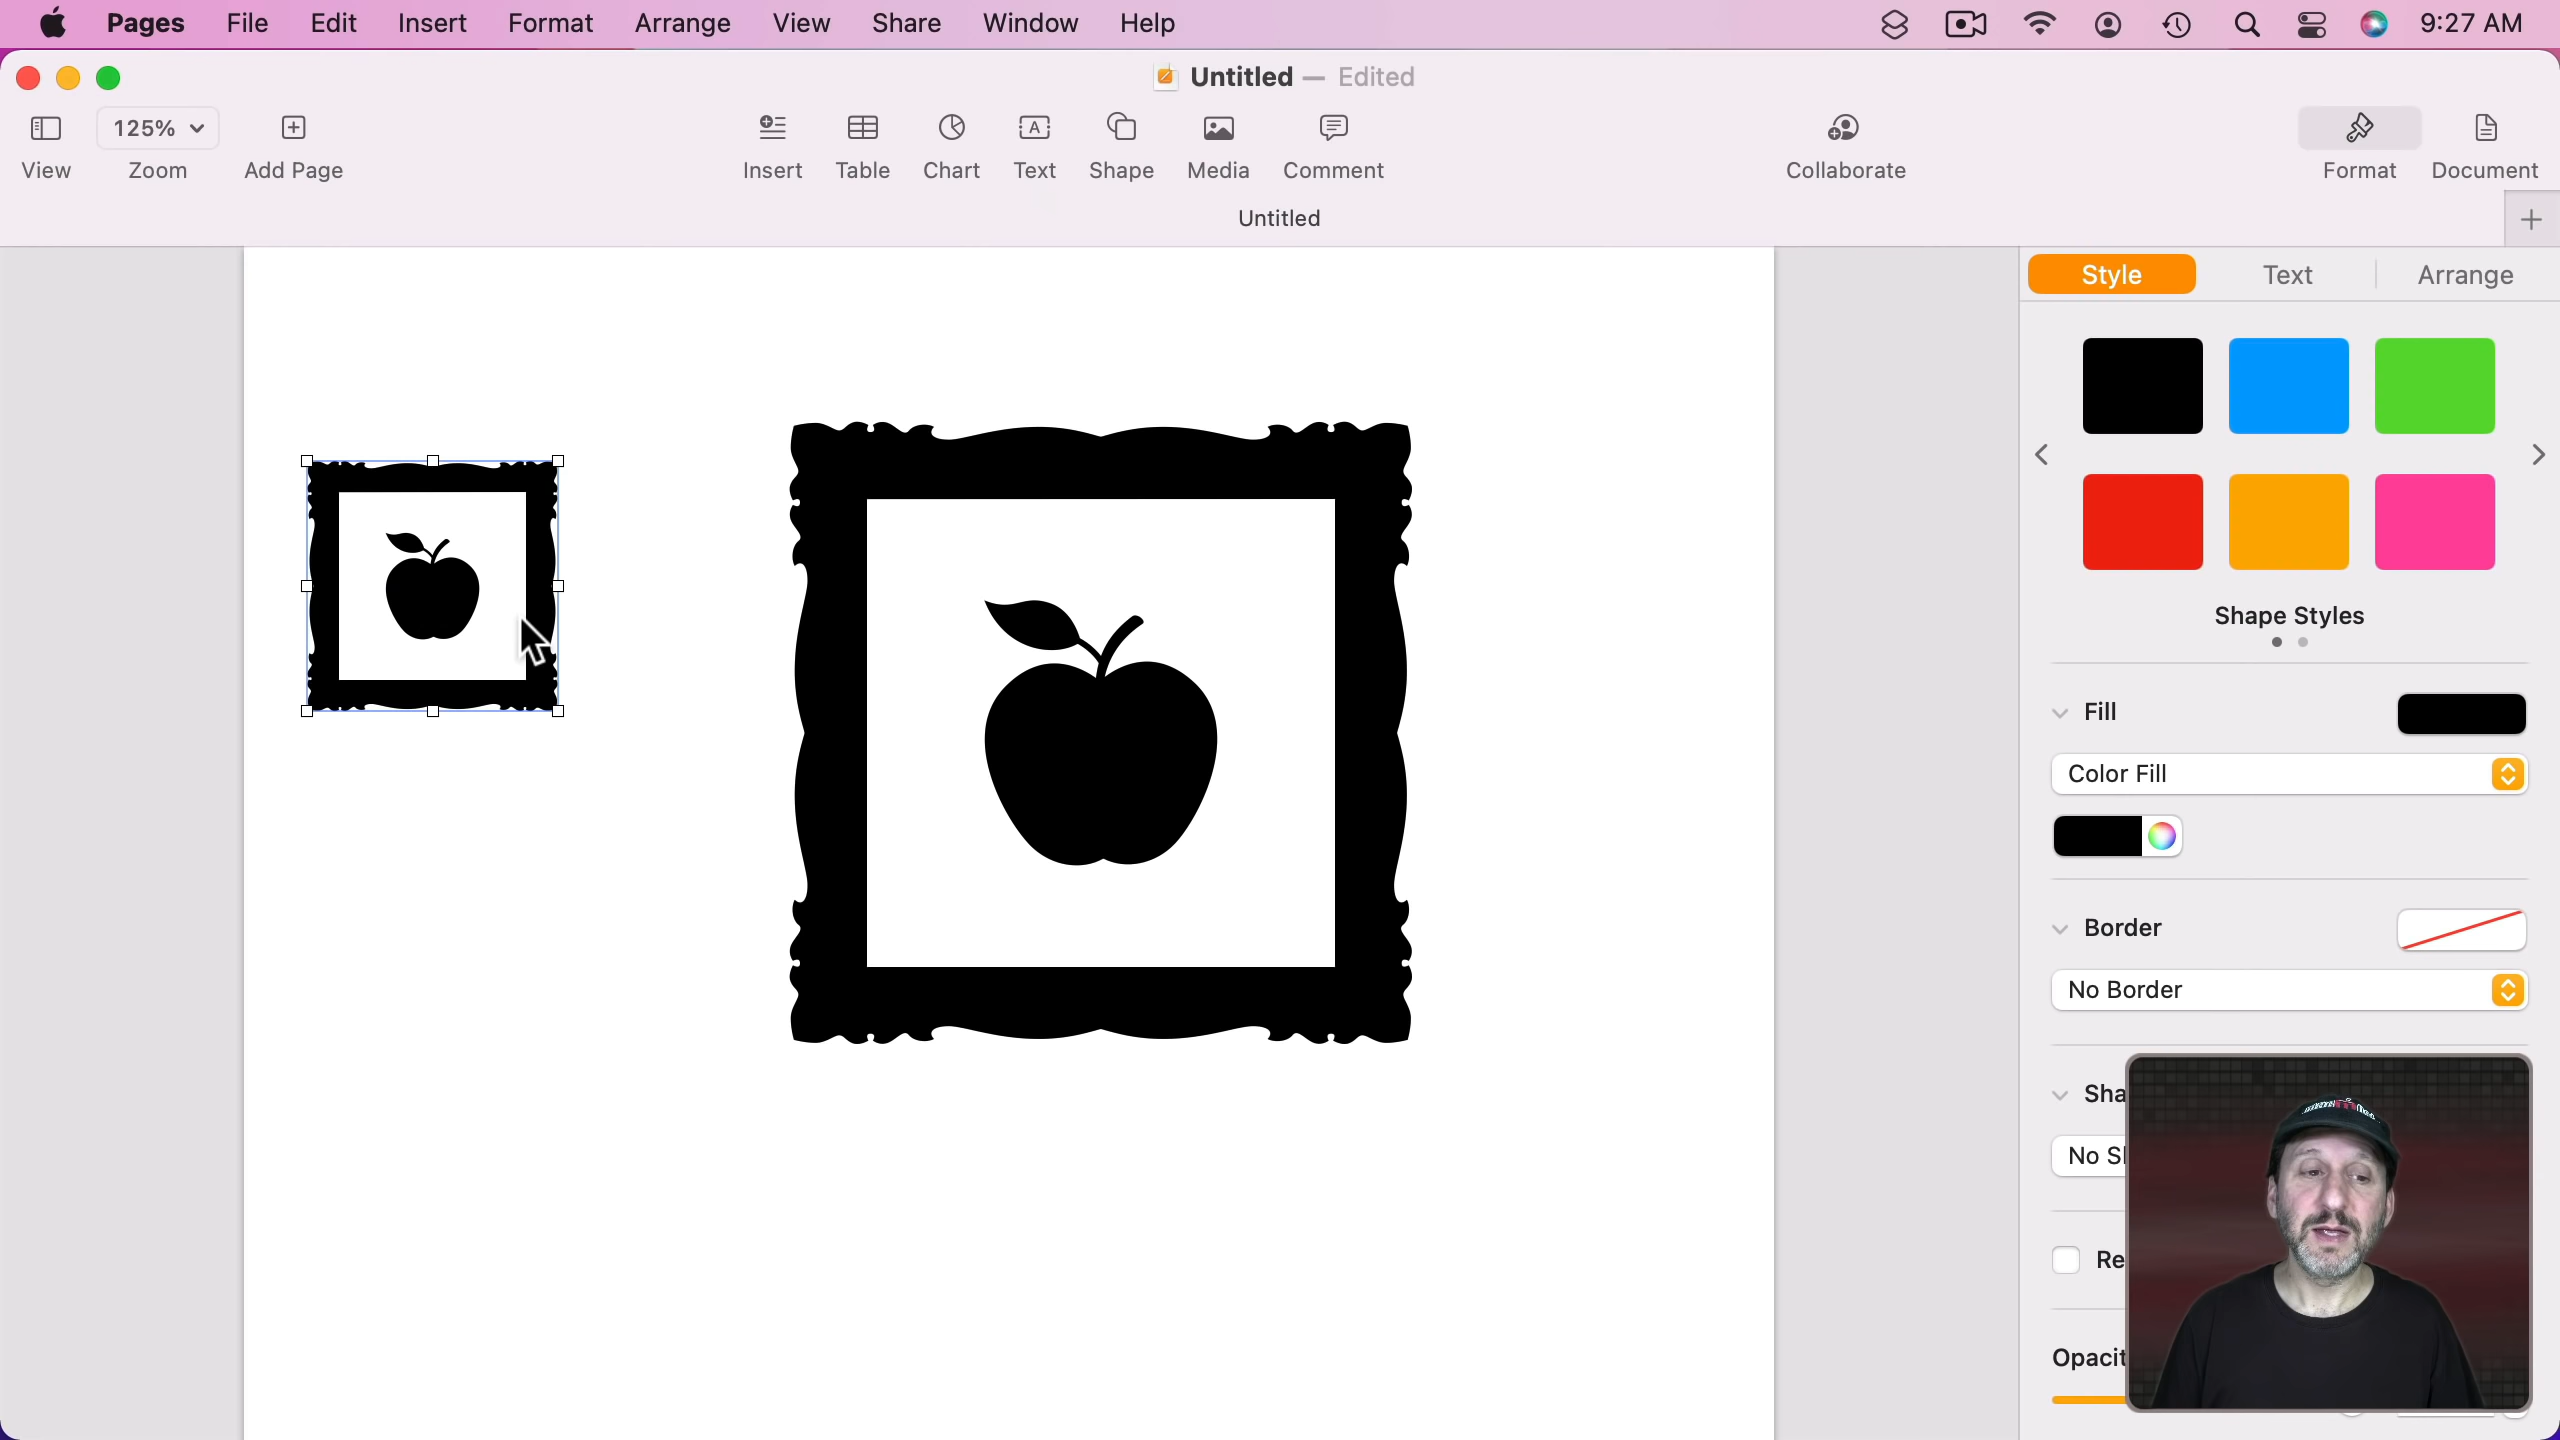 Pages File Edit Insert Format Arrange View Share Window Help 9:27 AM
Untitled — Edited
125%
View Zoom Add Page Insert Table Chart Text Shape Media Comment Collaborate Format Document
Untitled
Style Text Arrange
Shape Styles
Fill
Color Fill
Border
No Border
Sha
No S
Re
Opacit